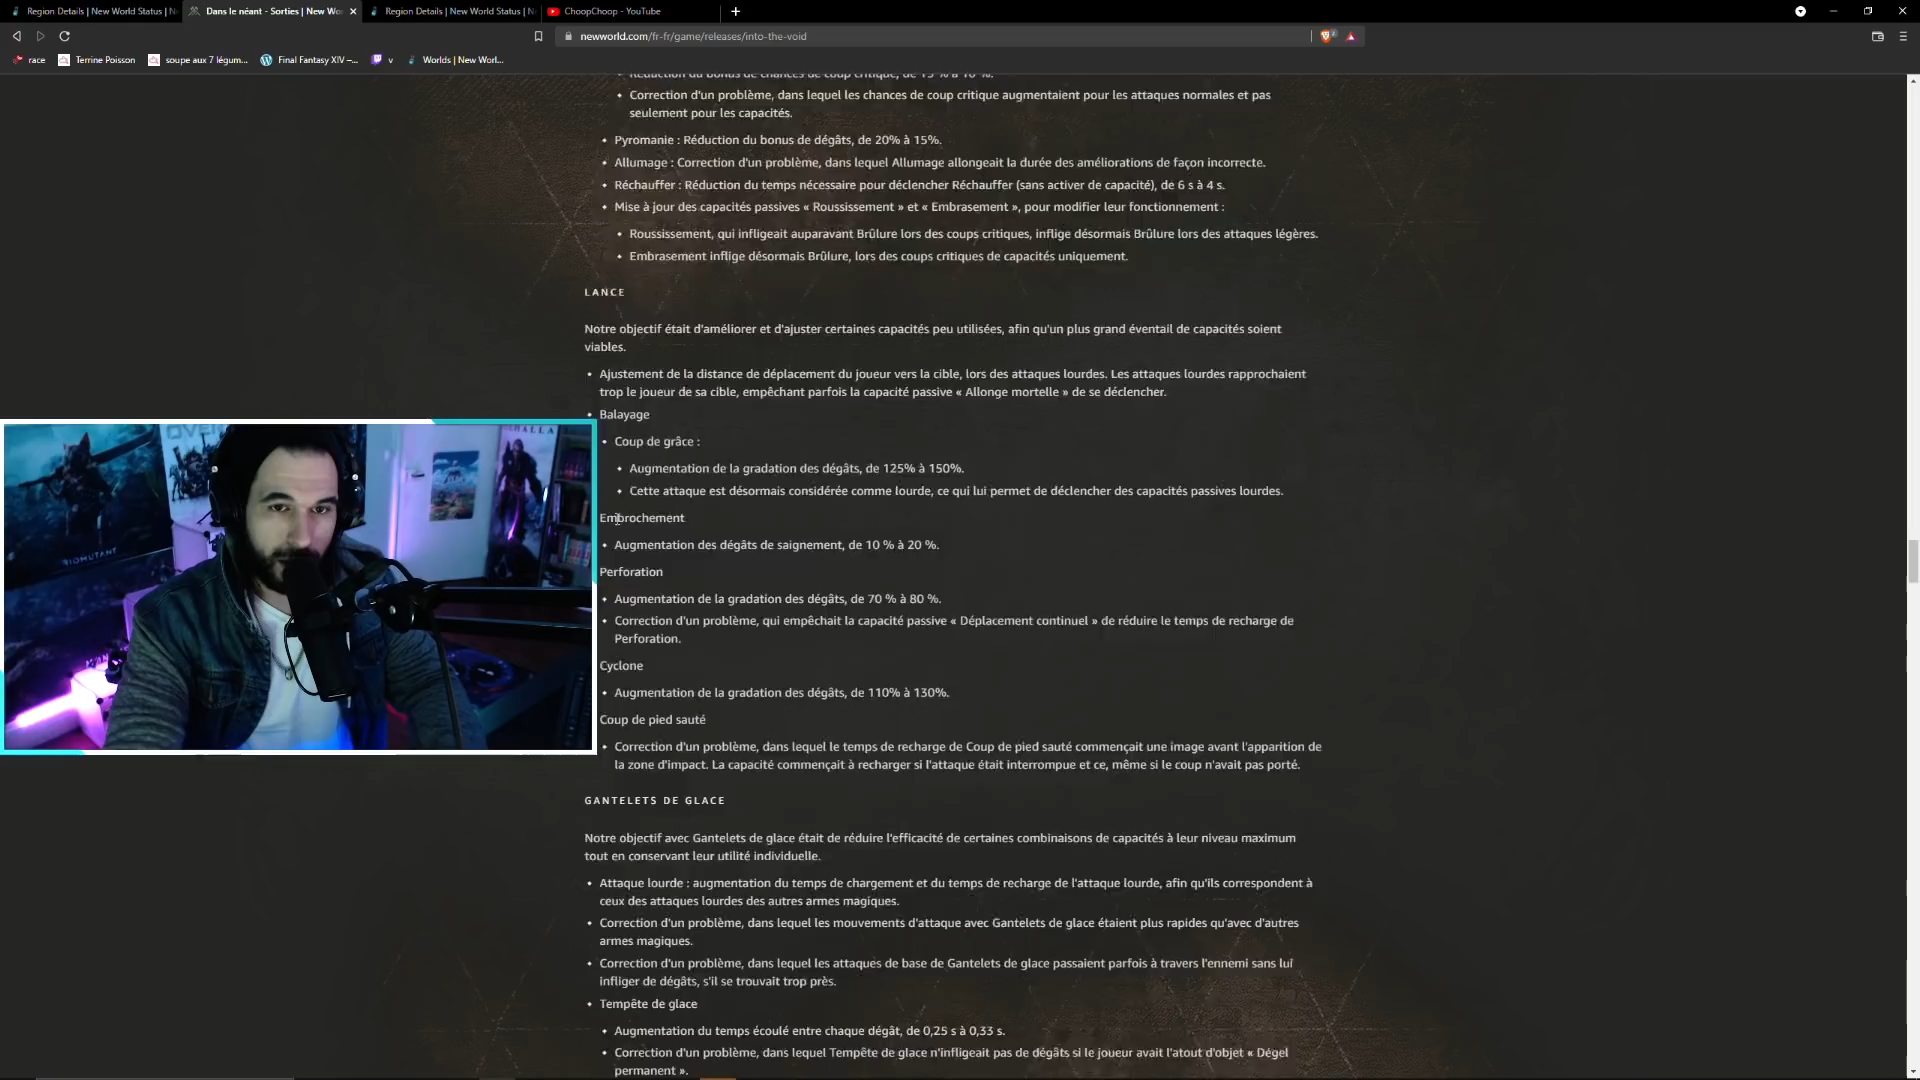 Region Details | New World Status | N
Dans le néant - Sorties | New Wo
Region Details | New World Status | N
ChoopChoop - YouTube
newworld.com/fr-fr/game/releases/into-the-void
race
Terrine Poisson
soupe aux 7 légum...
Final Fantasy XIV –...
v
Worlds | New Worl...
Réduction du bonus de chances de coup critique, de 15 % à 10 %.
Correction d'un problème, dans lequel les chances de coup critique augmentaient pour les attaques normales et pas
seulement pour les capacités.
Pyromanie : Réduction du bonus de dégâts, de 20% à 15%.
Allumage : Correction d'un problème, dans lequel Allumage allongeait la durée des améliorations de façon incorrecte.
Réchauffer : Réduction du temps nécessaire pour déclencher Réchauffer (sans activer de capacité), de 6 s à 4 s.
Mise à jour des capacités passives « Roussissement » et « Embrasement », pour modifier leur fonctionnement :
Roussissement, qui infligeait auparavant Brûlure lors des coups critiques, inflige désormais Brûlure lors des attaques légères.
Embrasement inflige désormais Brûlure, lors des coups critiques de capacités uniquement.
LANCE
Notre objectif était d'améliorer et d'ajuster certaines capacités peu utilisées, afin qu'un plus grand éventail de capacités soient
viables.
Ajustement de la distance de déplacement du joueur vers la cible, lors des attaques lourdes. Les attaques lourdes rapprochaient
trop le joueur de sa cible, empêchant parfois la capacité passive « Allonge mortelle » de se déclencher.
Balayage
Coup de grâce :
Augmentation de la gradation des dégâts, de 125% à 150%.
Cette attaque est désormais considérée comme lourde, ce qui lui permet de déclencher des capacités passives lourdes.
Embrochement
Augmentation des dégâts de saignement, de 10 % à 20 %.
Perforation
Augmentation de la gradation des dégâts, de 70 % à 80 %.
Correction d'un problème, qui empêchait la capacité passive « Déplacement continuel » de réduire le temps de recharge de
Perforation.
Cyclone
Augmentation de la gradation des dégâts, de 110% à 130%.
Coup de pied sauté
Correction d'un problème, dans lequel le temps de recharge de Coup de pied sauté commençait une image avant l'apparition de
la zone d'impact. La capacité commençait à recharger si l'attaque était interrompue et ce, même si le coup n'avait pas porté.
GANTELETS DE GLACE
Notre objectif avec Gantelets de glace était de réduire l'efficacité de certaines combinaisons de capacités à leur niveau maximum
tout en conservant leur utilité individuelle.
Attaque lourde : augmentation du temps de chargement et du temps de recharge de l'attaque lourde, afin qu'ils correspondent à
ceux des attaques lourdes des autres armes magiques.
Correction d'un problème, dans lequel les mouvements d'attaque avec Gantelets de glace étaient plus rapides qu'avec d'autres
armes magiques.
Correction d'un problème, dans lequel les attaques de base de Gantelets de glace passaient parfois à travers l'ennemi sans lui
infliger de dégâts, s'il se trouvait trop près.
Tempête de glace
Augmentation du temps écoulé entre chaque dégât, de 0,25 s à 0,33 s.
Correction d'un problème, dans lequel Tempête de glace n'infligeait pas de dégâts si le joueur avait l'atout d'objet « Dégel
permanent ».
BIOMUTANT